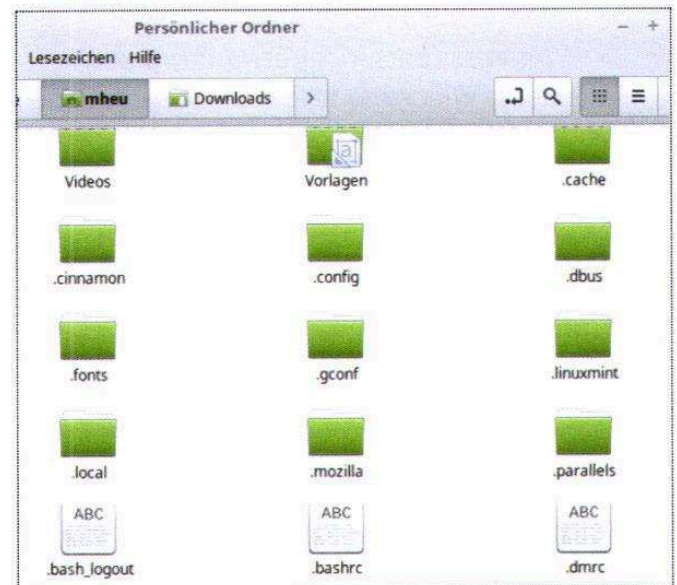 Persönlicher Ordner
Lesezeichen Hilfe
mheu Downloads
Videos Vorlagen .cache
.cinnamon .config .dbus
.fonts .gconf .linuxmint
.local .mozilla .parallels
ABC ABC ABC
.bash_logout .bashrc .dmrc